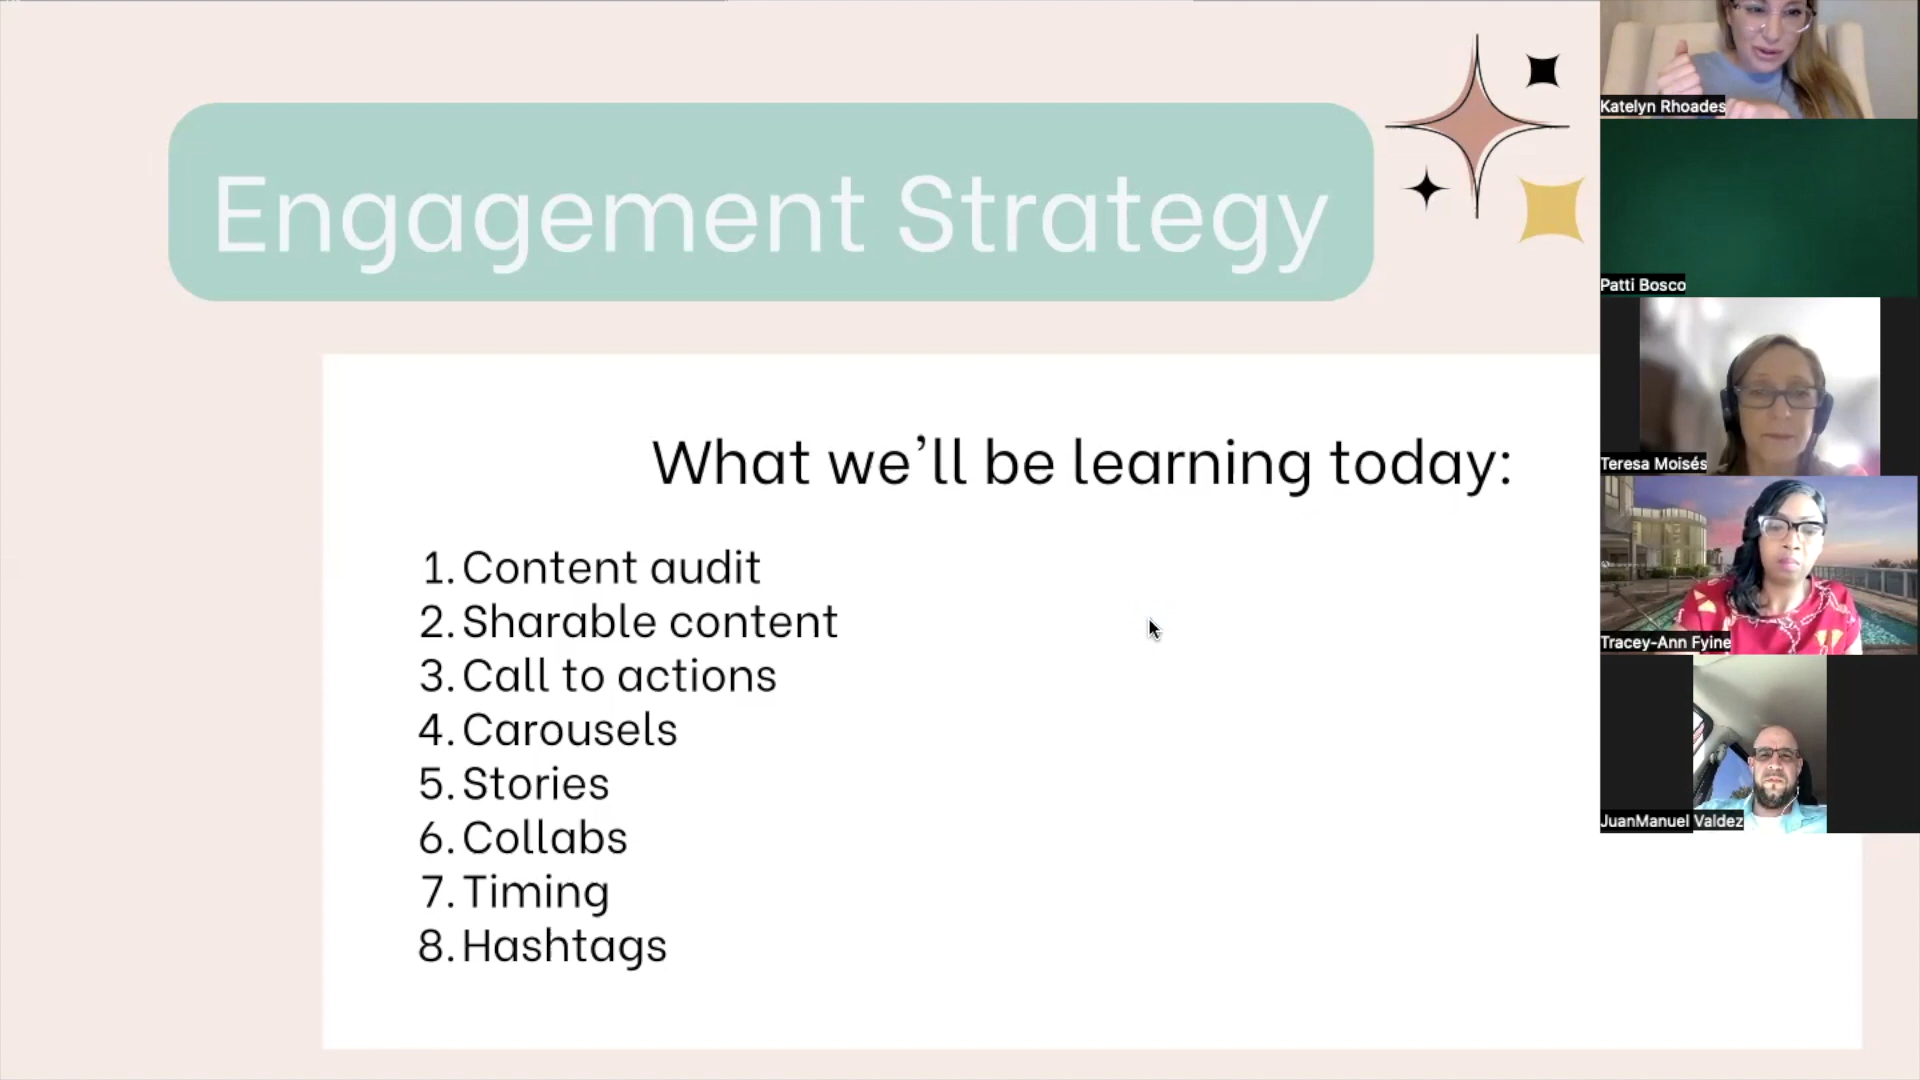 Engagement Strategy
What we'll be learning today:
1. Content audit
2. Sharable content
3. Call to actions
4. Carousels
5. Stories
6. Collabs
7. Timing
8. Hashtags
Katelyn Rhoades
Patti Bosco
Teresa Moisés
Tracey-Ann Fyine
JuanManuel Valdez